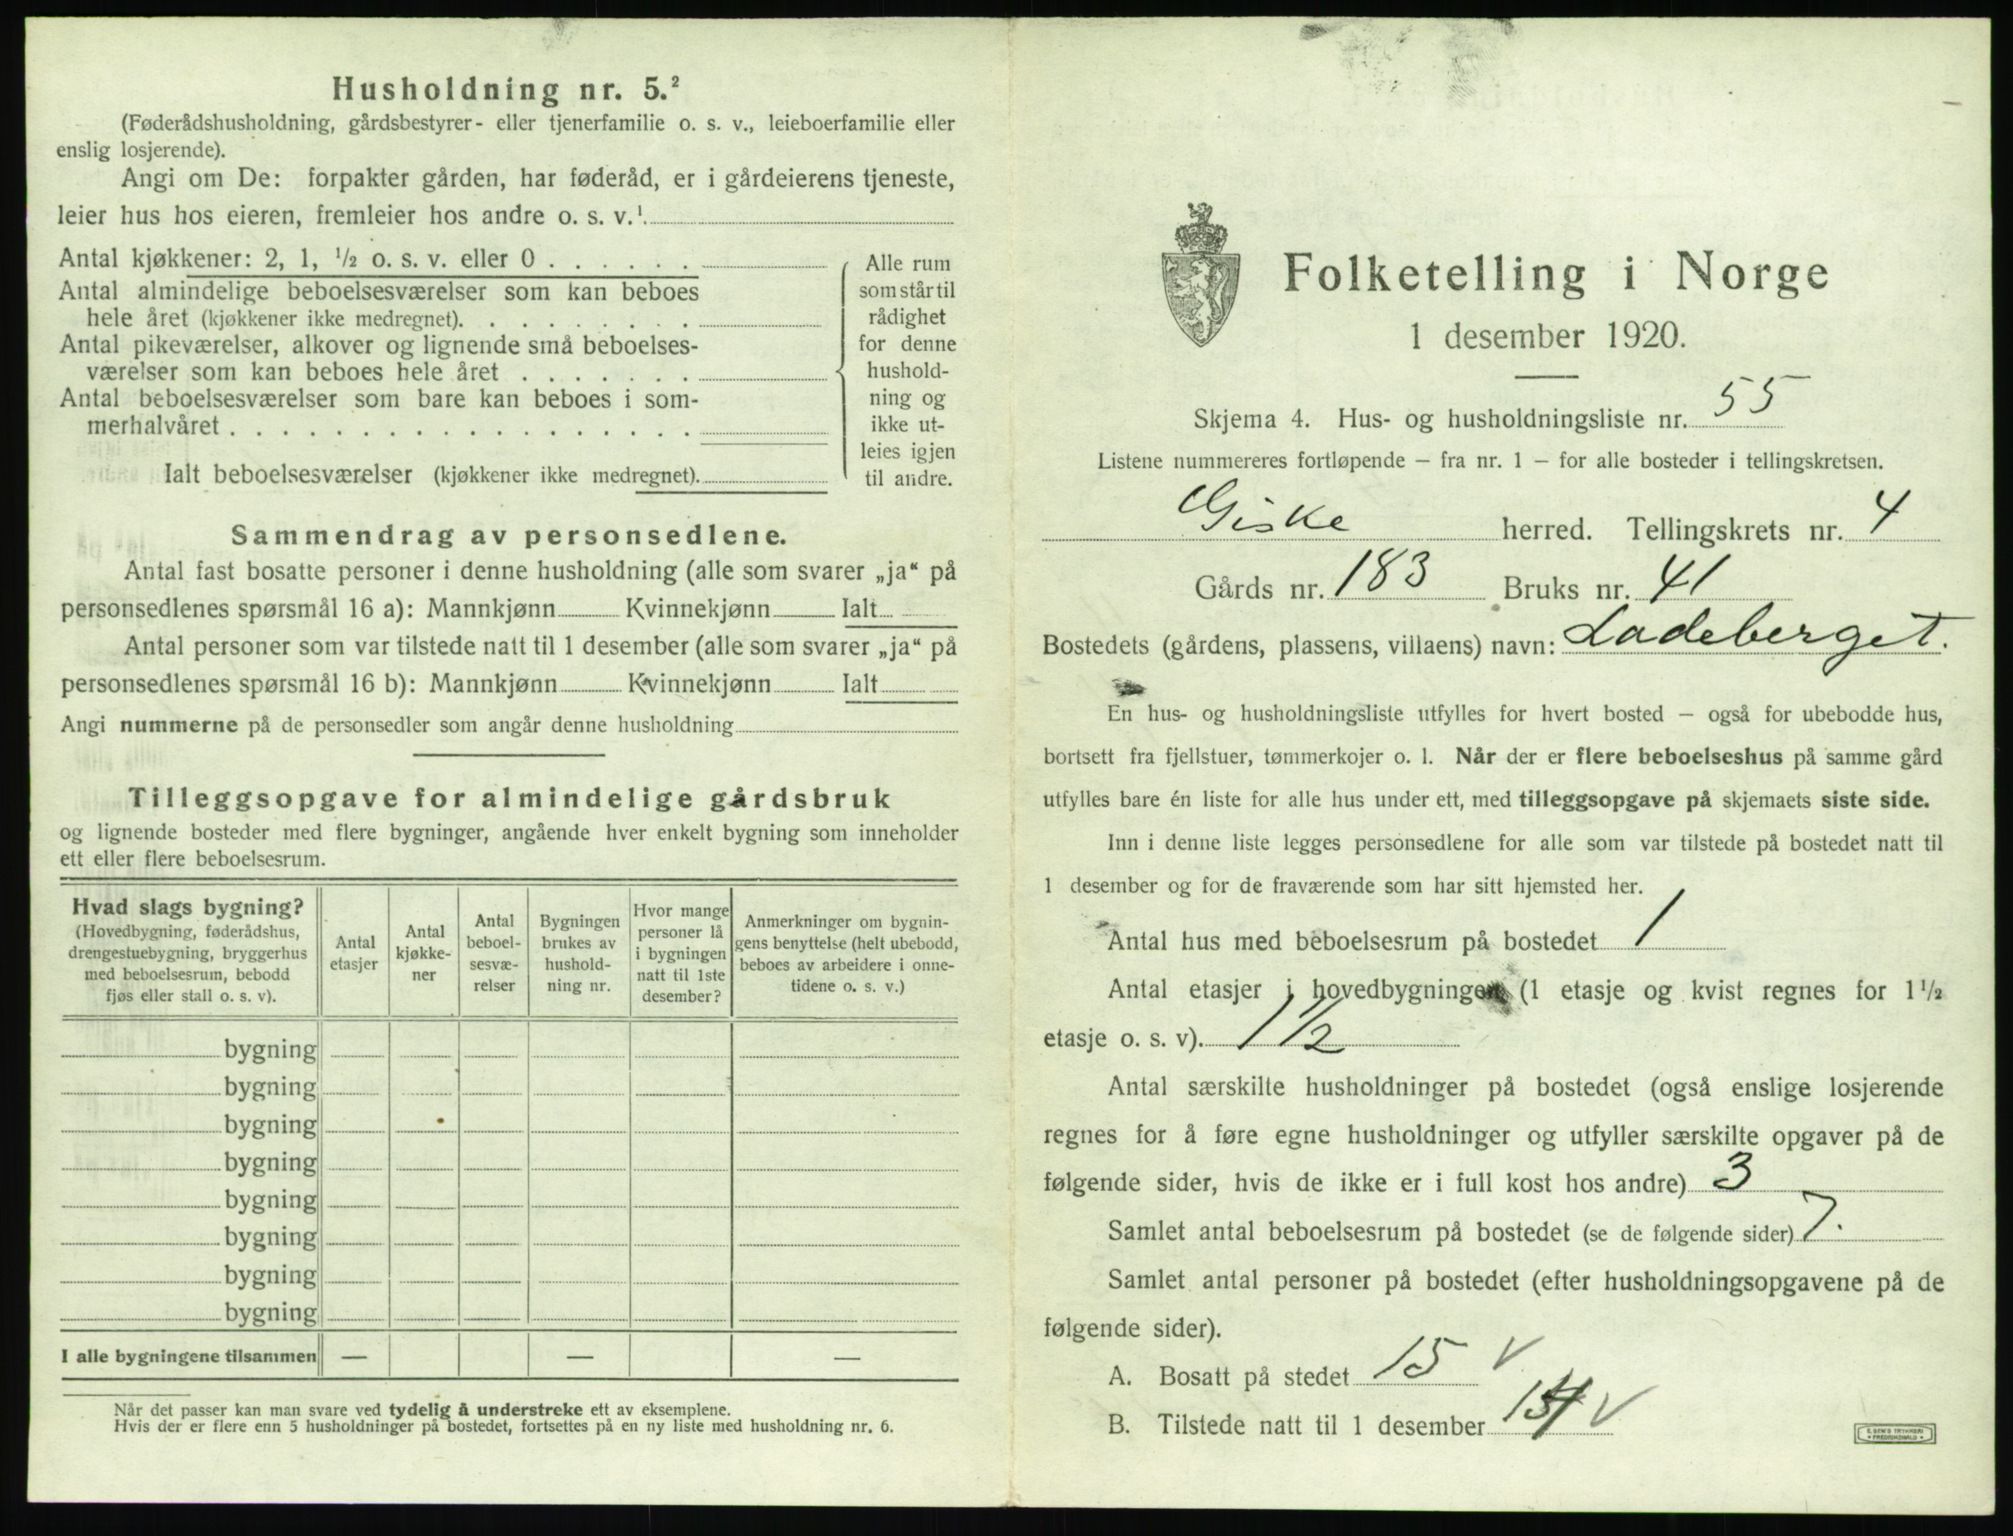 Husholdning nr. 5.²
(Føderådshusholdning, gårdsbestyrer- eller tjenerfamilie o. s. v., leieboerfamilie eller
enslig losjerende).
Angi om De: forpakter gården, har føderåd, er i gårdeierens tjeneste,
leier hus hos eieren, fremleier hos andre o. s. v.¹
Antal kjøkkener: 2, 1, ½ o. s. v. eller 0 . . . . . .
Antal almindelige beboelsesværelser som kan beboes
hele året (kjøkkener ikke medregnet). . . . . . . . .
Antal pikeværelser, alkover og lignende små beboelses-
værelser som kan beboes hele året . . . . . . .
Antal beboelsesværelser som bare kan beboes i som-
merhalvåret . . . . . . . . . . . . . . . . . .
Ialt beboelsesværelser (kjøkkener ikke medregnet).
Alle rum
som står til
rådighet
for denne
hushold-
ning og
ikke ut-
leies igjen
til andre.
Sammendrag av personsedlene.
Antal fast bosatte personer i denne husholdning (alle som svarer „ja“ på
personsedlenes spørsmål 16 a): Mannkjønn Kvinnekjønn Ialt
Antal personer som var tilstede natt til 1 desember (alle som svarer „ja“ på
personsedlenes spørsmål 16 b): Mannkjønn Kvinnekjønn Ialt
Angi nummerne på de personsedler som angår denne husholdning
Tilleggsopgave for almindelige gårdsbruk
og lignende bosteder med flere bygninger, angående hver enkelt bygning som inneholder
ett eller flere beboelsesrum.
Hvad slags bygning?
(Hovedbygning, føderådshus,
drengestuebygning, bryggerhus
med beboelsesrum, bebodd
fjøs eller stall o. s. v).
Antal
etasjer
Antal
kjøkke-
ner
Antal
beboel-
sesvæ-
relser
Bygningen
brukes av
hushold-
ning nr.
Hvor mange
personer lå
i bygningen
natt til 1ste
desember?
Anmerkninger om bygnin-
gens benyttelse (helt ubebodd,
beboes av arbeidere i onne-
tidene o. s. v.)
bygning
bygning
bygning
bygning
bygning
bygning
bygning
bygning
I alle bygningene tilsammen — — —
Når det passer kan man svare ved tydelig å understreke ett av eksemplene.
Hvis der er flere enn 5 husholdninger på bostedet, fortsettes på en ny liste med husholdning nr. 6.
Folketelling i Norge
1 desember 1920.
Skjema 4. Hus- og husholdningsliste nr. 55
Listene nummereres fortløpende – fra nr. 1 – for alle bosteder i tellingskretsen.
Giske herred. Tellingskrets nr. 4
Gårds nr. 183 Bruks nr. 41
Bostedets (gårdens, plassens, villaens) navn: Ladeberget.
En hus- og husholdningsliste utfylles for hvert bosted – også for ubebodde hus,
bortsett fra fjellstuer, tømmerkojer o. l. Når der er flere beboelseshus på samme gård
utfylles bare én liste for alle hus under ett, med tilleggsopgave på skjemaets siste side.
Inn i denne liste legges personsedlene for alle som var tilstede på bostedet natt til
1 desember og for de fraværende som har sitt hjemsted her.
Antal hus med beboelsesrum på bostedet 1
Antal etasjer i hovedbygningen (1 etasje og kvist regnes for 1½
etasje o. s. v). 1 1/2
Antal særskilte husholdninger på bostedet (også enslige losjerende
regnes for å føre egne husholdninger og utfyller særskilte opgaver på de
følgende sider, hvis de ikke er i full kost hos andre) 3
Samlet antal beboelsesrum på bostedet (se de følgende sider) 7.
Samlet antal personer på bostedet (efter husholdningsopgavene på de
følgende sider).
A. Bosatt på stedet 15 V
B. Tilstede natt til 1 desember V